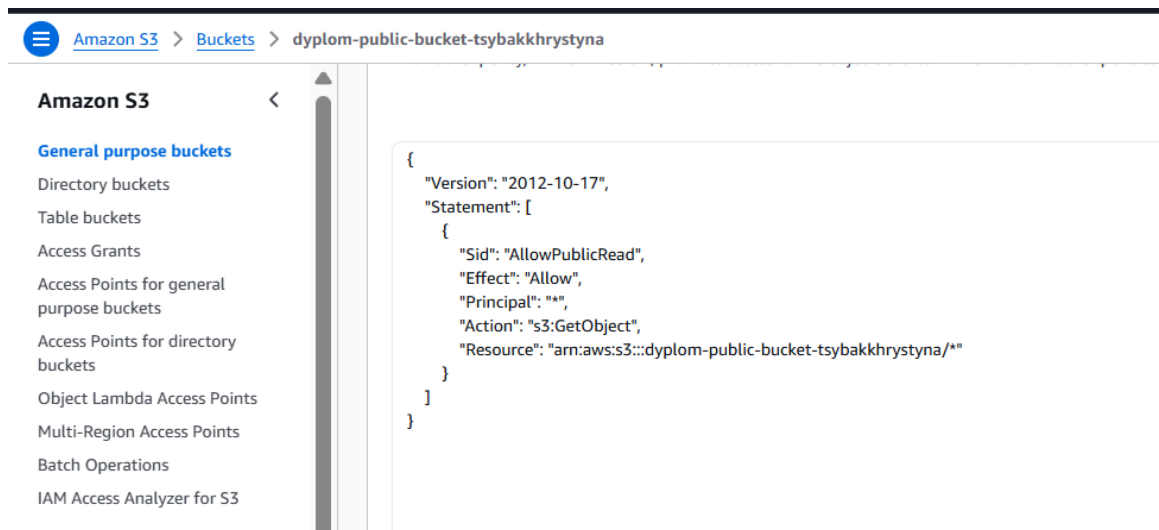 Amazon S3 > Buckets > dyplom-public-bucket-tsybakkhrystyna
Amazon S3
General purpose buckets
Directory buckets
Table buckets
Access Grants
Access Points for general
purpose buckets
Access Points for directory
buckets
Object Lambda Access Points
Multi-Region Access Points
Batch Operations
IAM Access Analyzer for S3
{
"Version": "2012-10-17",
"Statement": [
{
"Sid": "AllowPublicRead",
"Effect": "Allow",
"Principal": "*",
"Action": "s3:GetObject",
"Resource": "arn:aws:s3:::dyplom-public-bucket-tsybakkhrystyna/*"
}
]
}